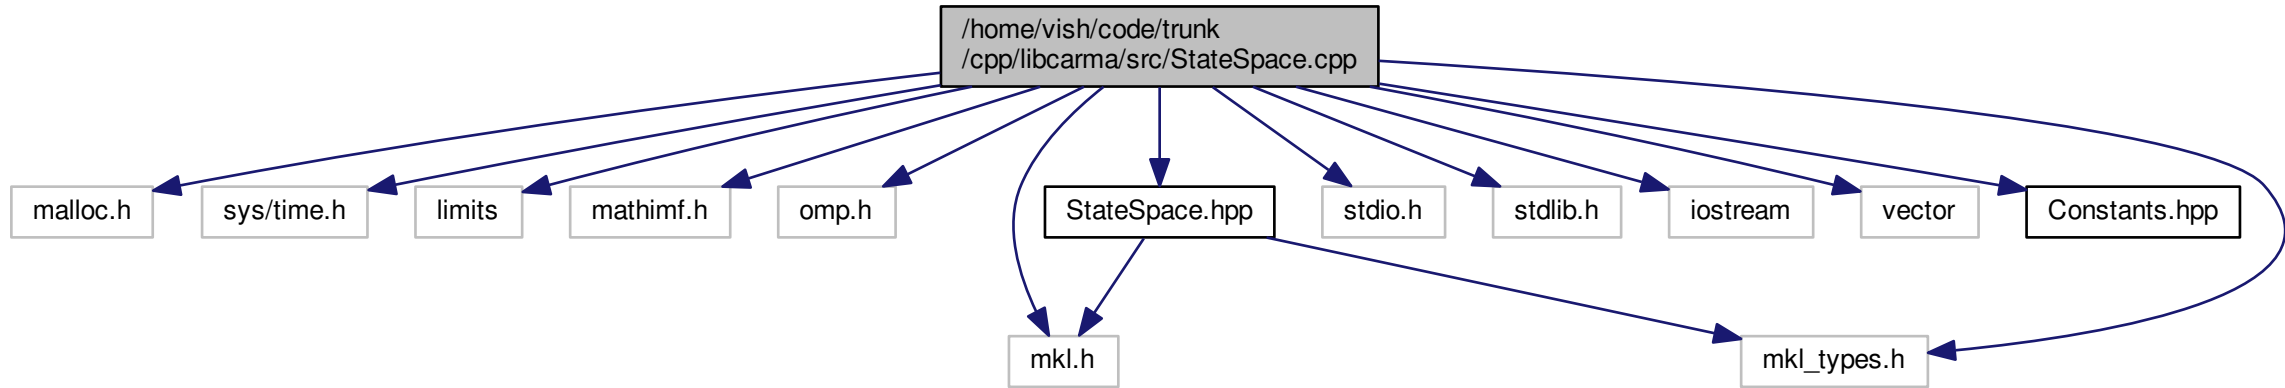 /home/vish/code/trunk
/cpp/libcarma/src/StateSpace.cpp
malloc.h
sys/time.h
limits
mathimf.h
omp.h
StateSpace.hpp
stdio.h
stdlib.h
iostream
vector
Constants.hpp
mkl.h
mkl_types.h